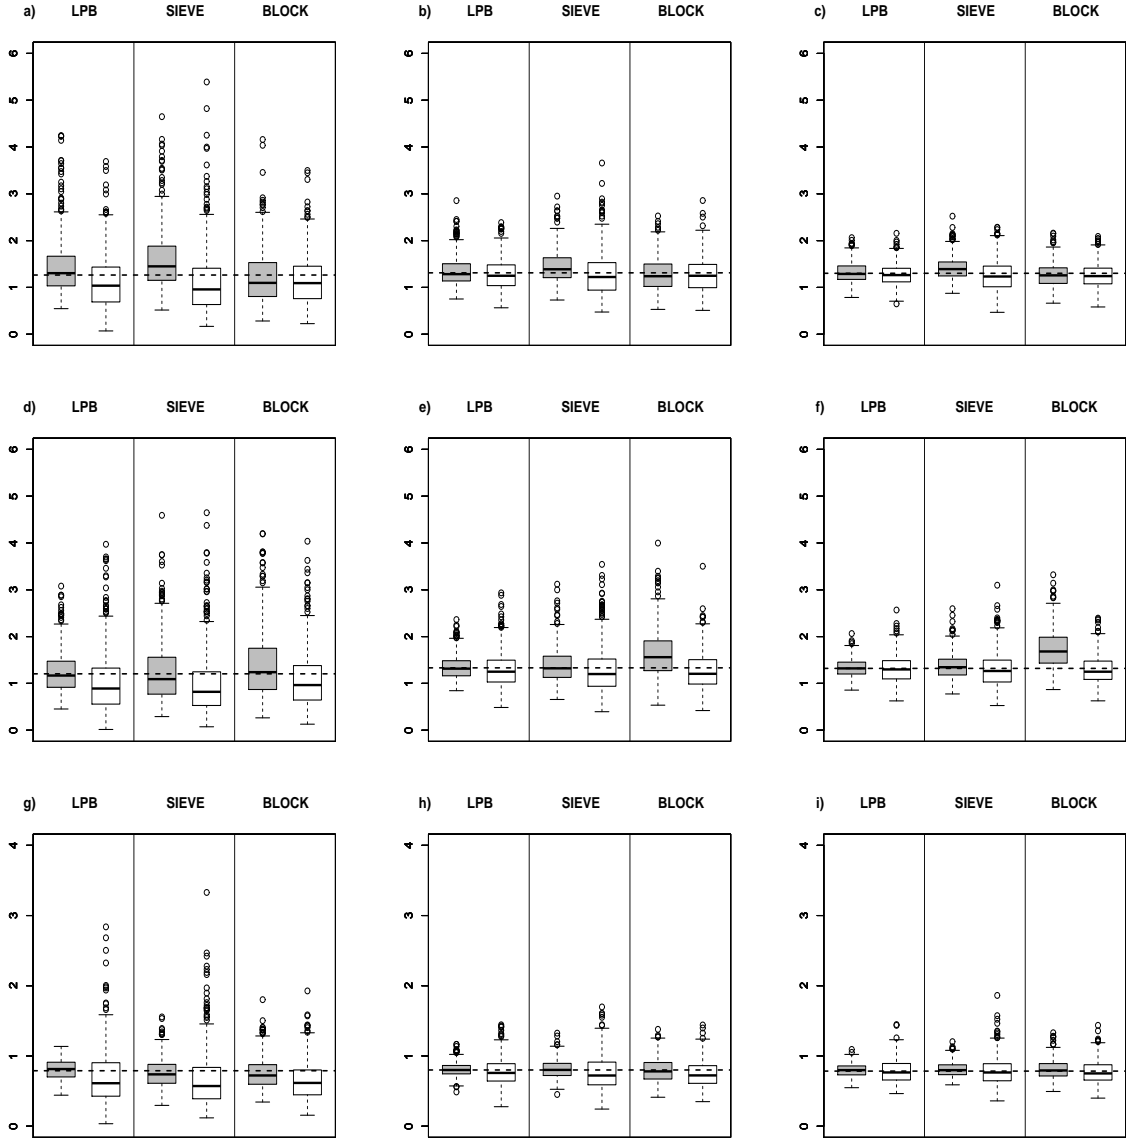 a) LPB SIEVE BLOCK
b) LPB SIEVE BLOCK
c) LPB SIEVE BLOCK
6 6 6
5 5 5
4 4 4
3 3 3
2 2 2
1 1 1
0 0 0
d) LPB SIEVE BLOCK
e) LPB SIEVE BLOCK
f) LPB SIEVE BLOCK
6 6 6
5 5 5
4 4 4
3 3 3
2 2 2
1 1 1
0 0 0
g) LPB SIEVE BLOCK
h) LPB SIEVE BLOCK
i) LPB SIEVE BLOCK
4 4 4
3 3 3
2 2 2
1 1 1
0 0 0